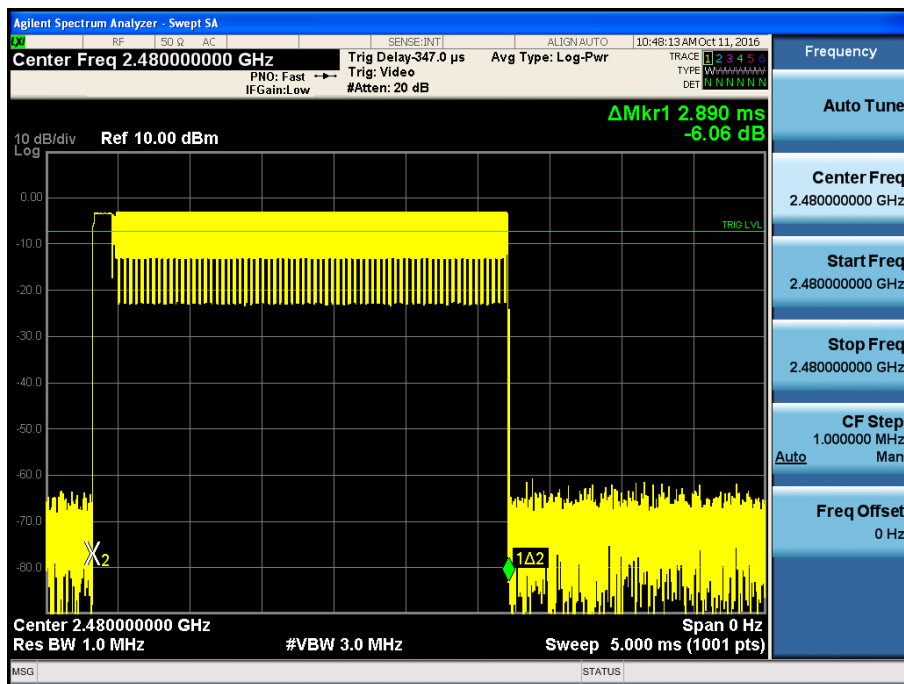 Agilent Spectrum Analyzer - Swept SA
LXI RF 50 Ω AC SENSE:INT ALIGN AUTO 10:48:13 AM Oct 11, 2016
Center Freq 2.480000000 GHz
PNO: Fast
IFGain:Low
Trig Delay-347.0 µs
Trig: Video
#Atten: 20 dB
Avg Type: Log-Pwr
TRACE 1 2 3 4 5 6
TYPE WWWWWW
DET N N N N N N
ΔMkr1 2.890 ms
-6.06 dB
10 dB/div Ref 10.00 dBm
Log
0.00
TRIG LVL
-10.0
-20.0
-30.0
-40.0
-50.0
-60.0
-70.0
X2
1Δ2
-80.0
Center 2.480000000 GHz Span 0 Hz
Res BW 1.0 MHz #VBW 3.0 MHz Sweep 5.000 ms (1001 pts)
MSG STATUS
Frequency
Auto Tune
Center Freq
2.480000000 GHz
Start Freq
2.480000000 GHz
Stop Freq
2.480000000 GHz
CF Step
1.000000 MHz
Auto Man
Freq Offset
0 Hz